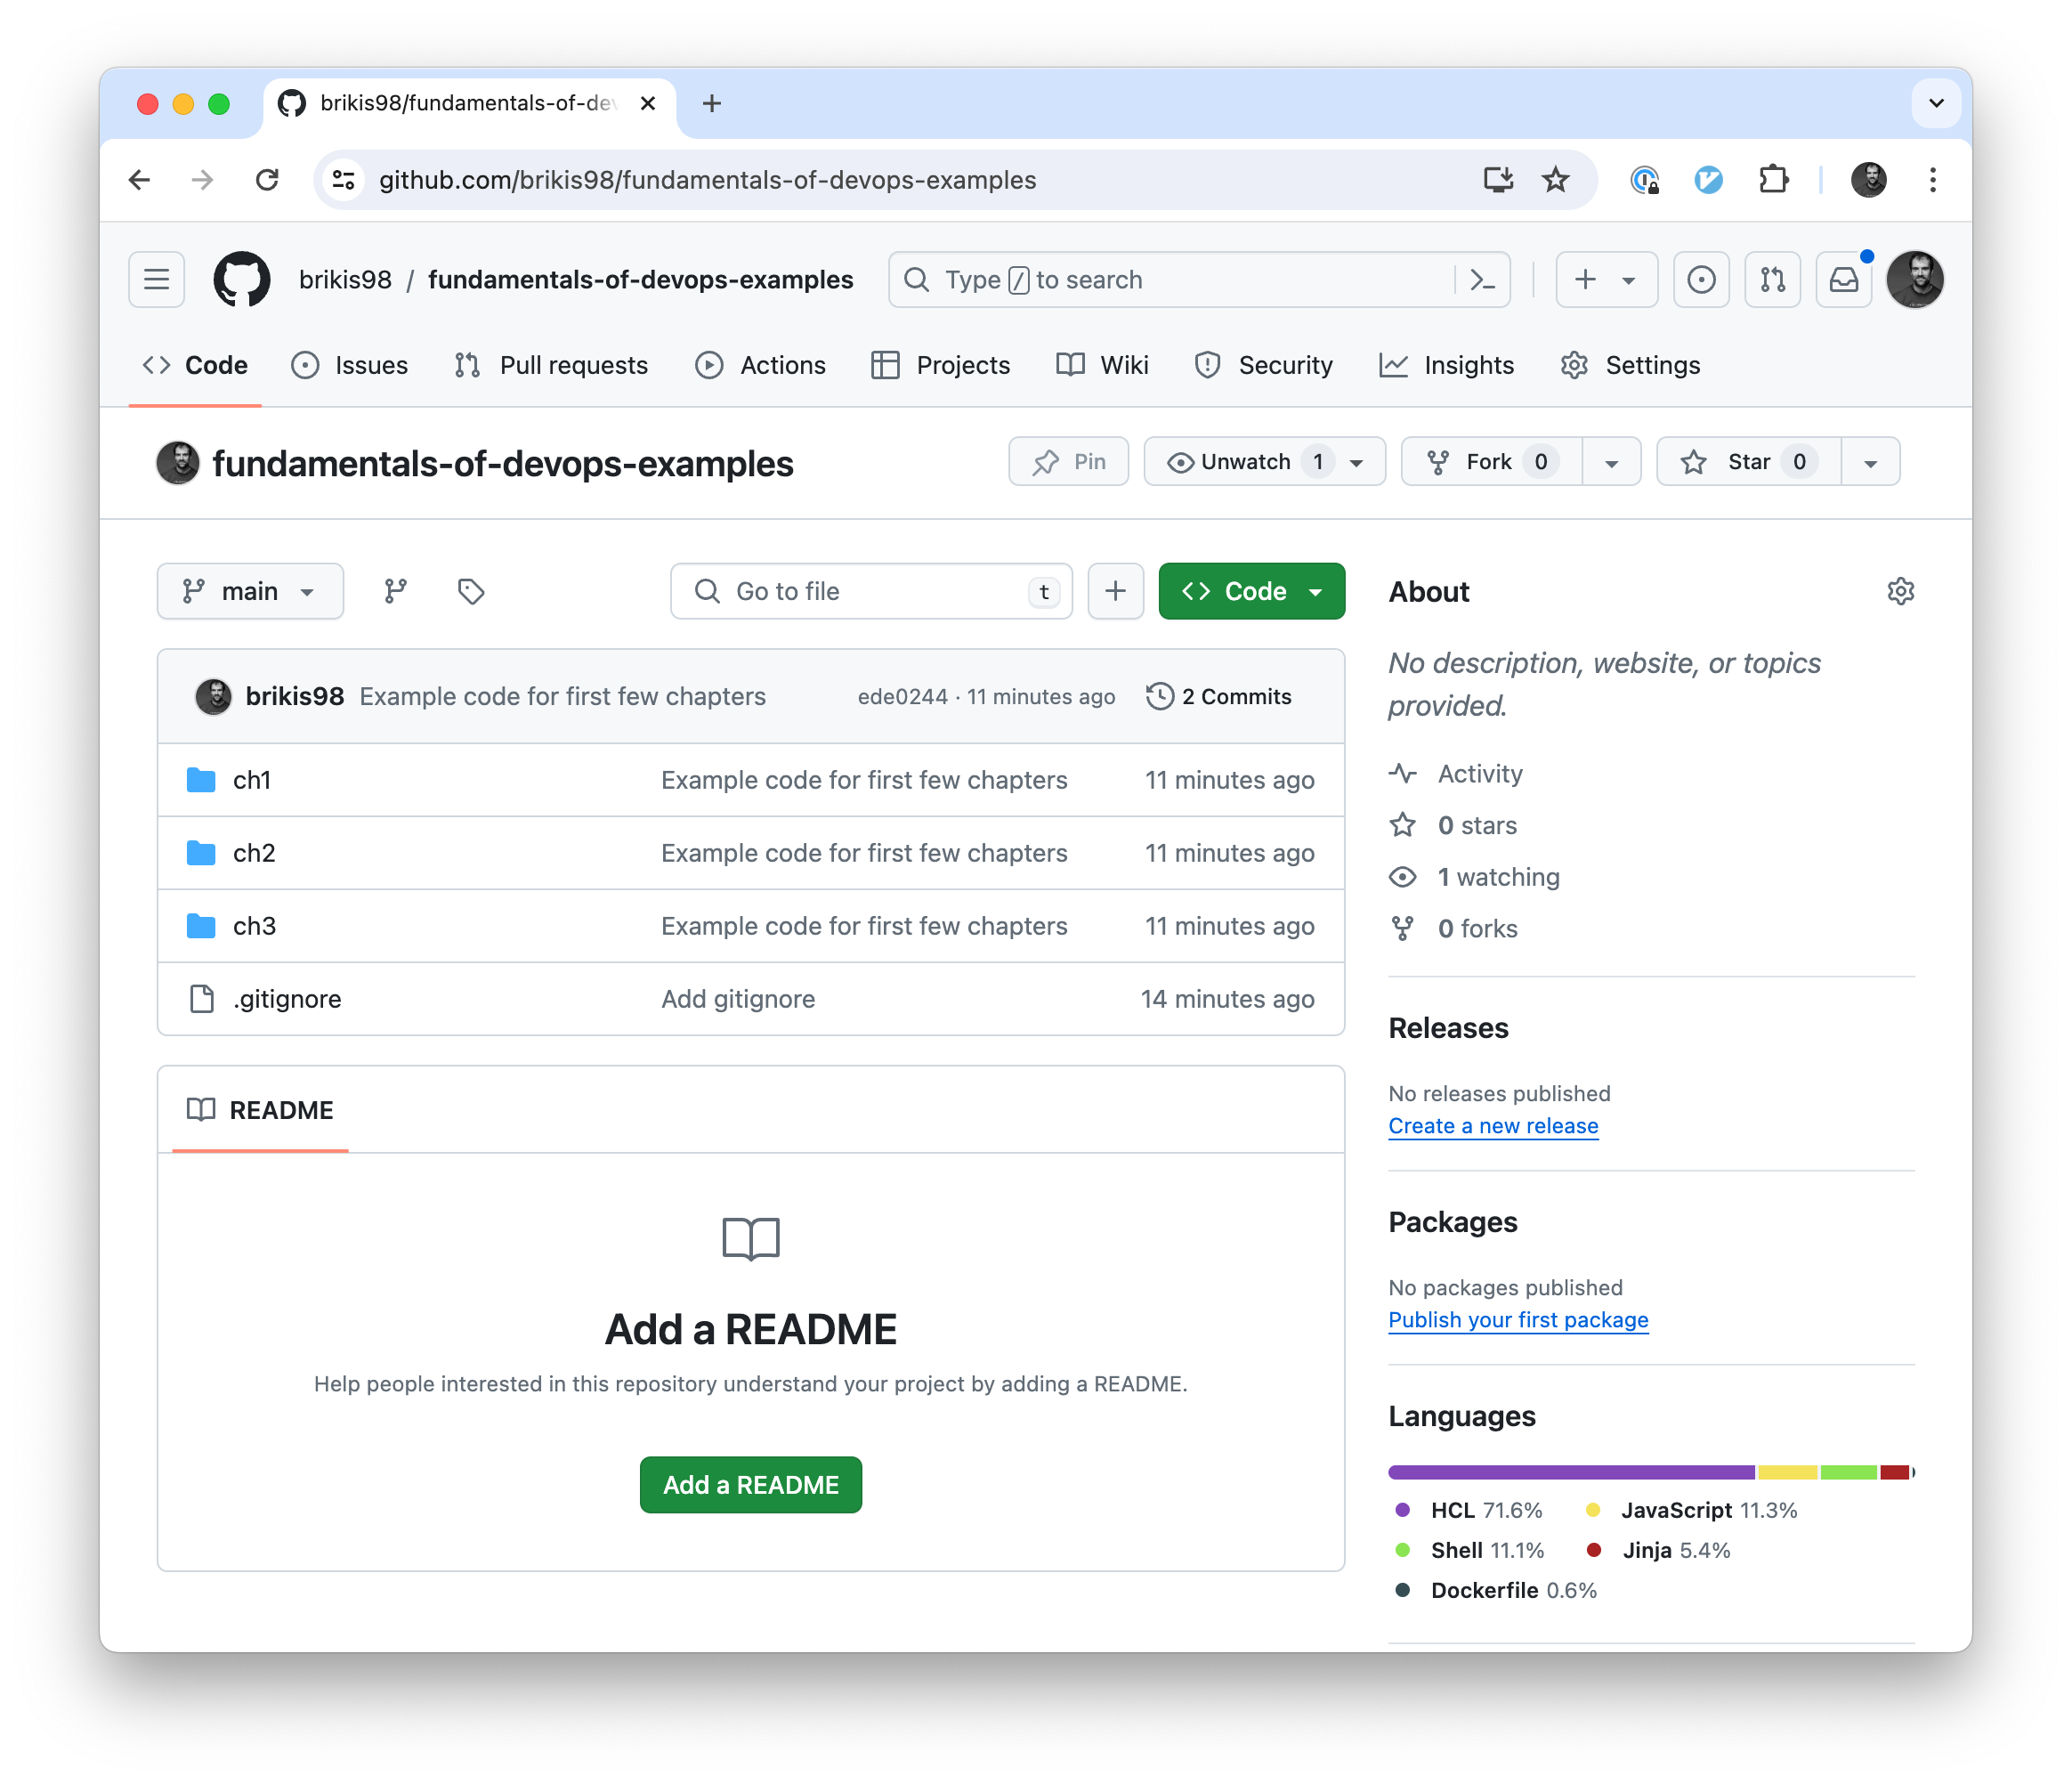 brikis98/fundamentals-of-dev
github.com/brikis98/fundamentals-of-devops-examples
brikis98 / fundamentals-of-devops-examples
Type / to search
Code Issues Pull requests Actions Projects Wiki Security Insights Settings
fundamentals-of-devops-examples
Pin Unwatch 1 Fork 0 Star 0
main Go to file t Code
brikis98 Example code for first few chapters ede0244 · 11 minutes ago 2 Commits
ch1 Example code for first few chapters 11 minutes ago
ch2 Example code for first few chapters 11 minutes ago
ch3 Example code for first few chapters 11 minutes ago
.gitignore Add gitignore 14 minutes ago
README
Add a README
Help people interested in this repository understand your project by adding a README.
Add a README
About
No description, website, or topics
provided.
Activity
0 stars
1 watching
0 forks
Releases
No releases published
Create a new release
Packages
No packages published
Publish your first package
Languages
HCL 71.6% JavaScript 11.3%
Shell 11.1% Jinja 5.4%
Dockerfile 0.6%